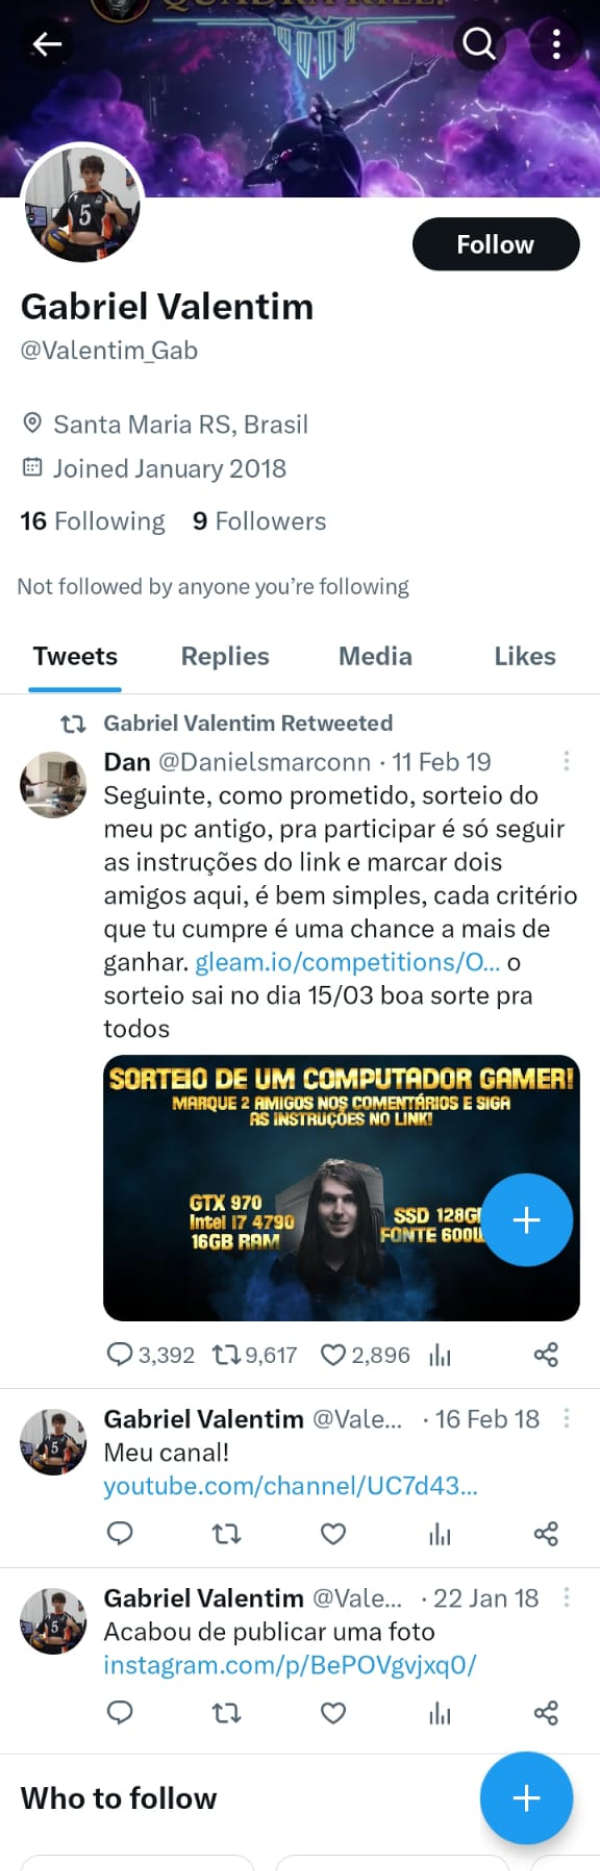 QUADRA KILL!
Follow
5
Gabriel Valentim
@Valentim_Gab
Santa Maria RS, Brasil
Joined January 2018
16 Following 9 Followers
Not followed by anyone you're following
Tweets Replies Media Likes
Gabriel Valentim Retweeted
Dan @Danielsmarconn · 11 Feb 19
Seguinte, como prometido, sorteio do
meu pc antigo, pra participar é só seguir
as instruções do link e marcar dois
amigos aqui, é bem simples, cada critério
que tu cumpre é uma chance a mais de
ganhar. gleam.io/competitions/O... o
sorteio sai no dia 15/03 boa sorte pra
todos
SORTEIO DE UM COMPUTADOR GAMER!
MARQUE 2 AMIGOS NOS COMENTÁRIOS E SIGA
AS INSTRUÇÕES NO LINK!
GTX 970
Intel I7 4790
16GB RAM
SSD 128G
FONTE 600
3,392 9,617 2,896
Gabriel Valentim @Vale... · 16 Feb 18
Meu canal!
youtube.com/channel/UC7d43...
Gabriel Valentim @Vale... · 22 Jan 18
Acabou de publicar uma foto
instagram.com/p/BePOVgvjxq0/
Who to follow